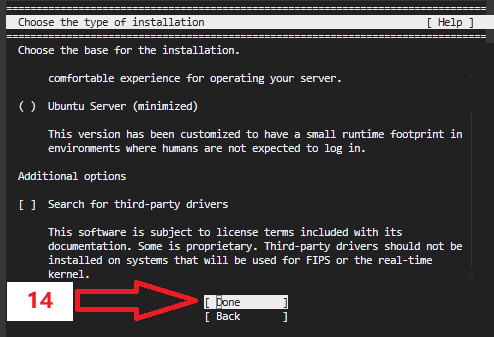 Choose the type of installation [ Help ]
Choose the base for the installation.
comfortable experience for operating your server.
( ) Ubuntu Server (minimized)
This version has been customized to have a small runtime footprint in
environments where humans are not expected to log in.
Additional options
[ ] Search for third-party drivers
This software is subject to license terms included with its
documentation. Some is proprietary. Third-party drivers should not be
installed on systems that will be used for FIPS or the real-time
kernel.
14
[ Done ]
[ Back ]